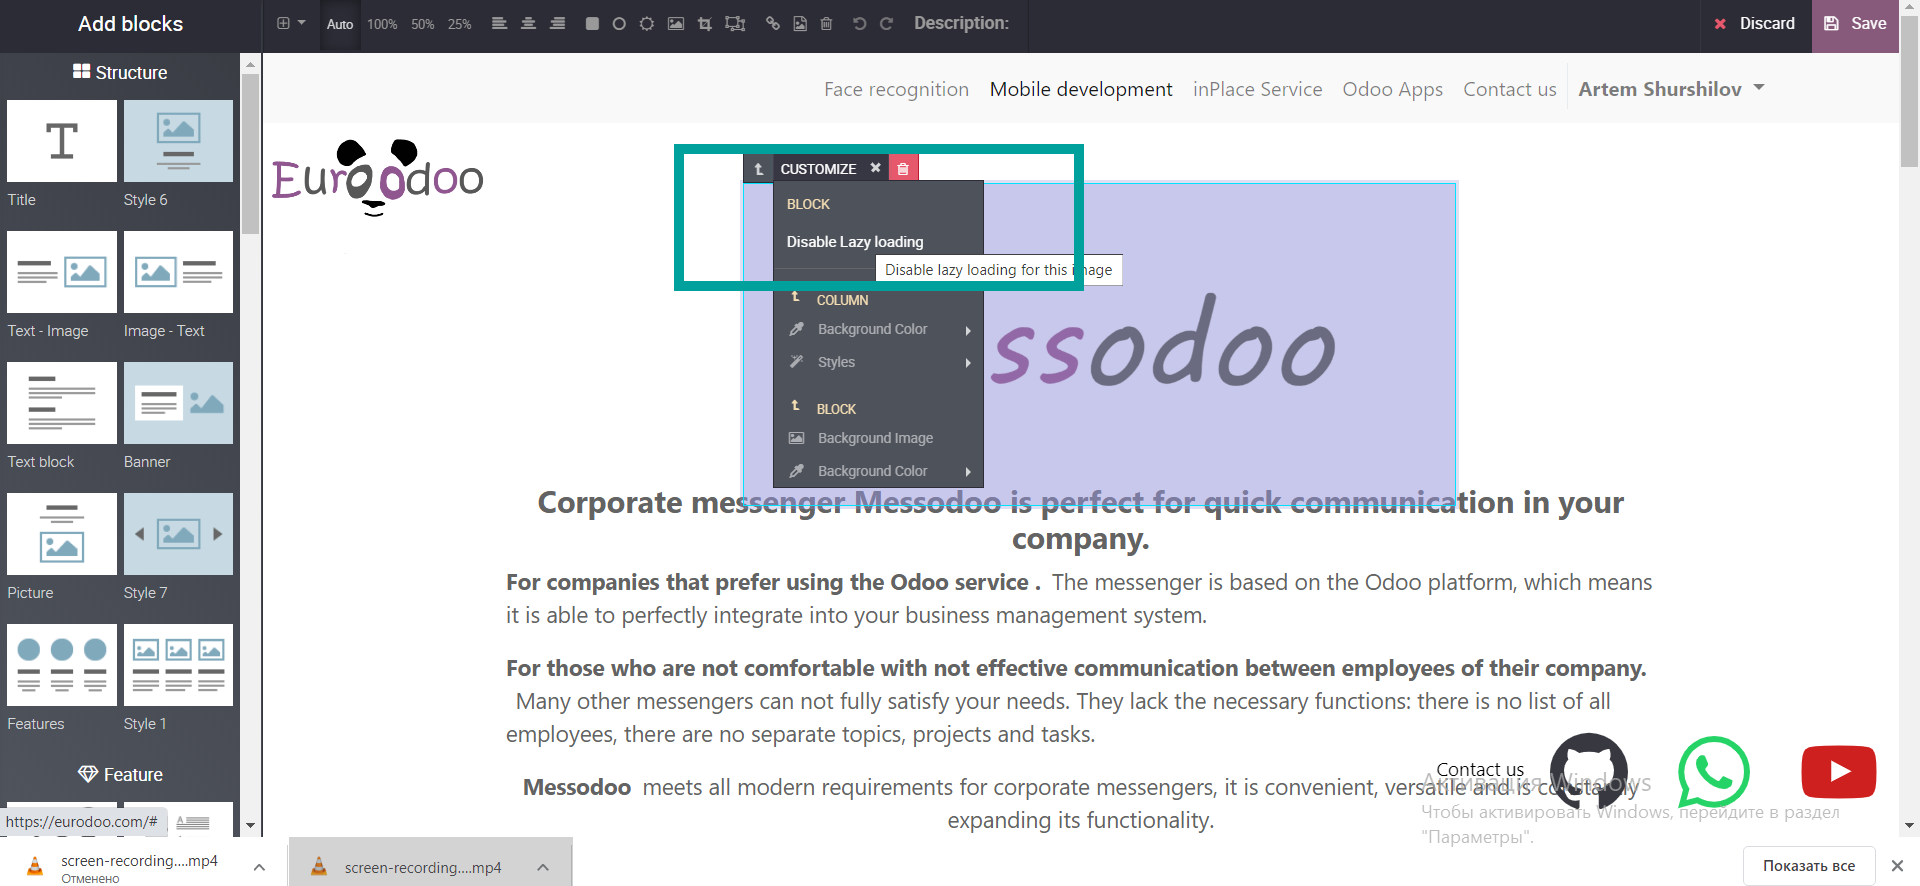 Add blocks
Auto 100% 50% 25% Description: Discard Save
Structure
Face recognition Mobile development inPlace Service Odoo Apps Contact us Artem Shurshilov
Euroodoo
CUSTOMIZE
BLOCK
Disable Lazy loading
Disable lazy loading for this image
COLUMN
Background Color
Styles
BLOCK
Background Image
Background Color
ssodoo
Title Style 6
Text - Image Image - Text
Text block Banner
Picture Style 7
Features Style 1
Feature
Corporate messenger Messodoo is perfect for quick communication in your
company.
For companies that prefer using the Odoo service . The messenger is based on the Odoo platform, which means
it is able to perfectly integrate into your business management system.
For those who are not comfortable with not effective communication between employees of their company.
Many other messengers can not fully satisfy your needs. They lack the necessary functions: there is no list of all
employees, there are no separate topics, projects and tasks.
Messodoo meets all modern requirements for corporate messengers, it is convenient, versatile and is constantly
expanding its functionality.
Contact us
Активация Windows
Чтобы активировать Windows, перейдите в раздел
"Параметры".
https://eurodoo.com/#
screen-recording....mp4
Отменено
screen-recording....mp4
Показать все